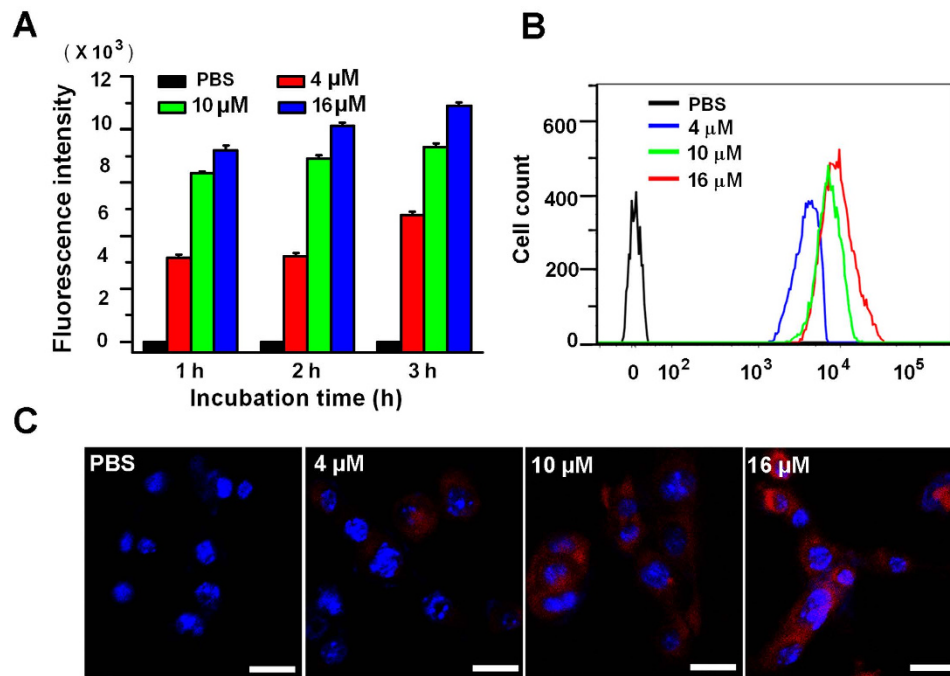 A
( X 10³ )
12
10
8
6
4
2
0
Fluorescence intensity
PBS
4 µM
10 µM
16 µM
1 h
2 h
3 h
Incubation time (h)
B
600
400
200
0
Cell count
PBS
4 µM
10 µM
16 µM
0 10² 10³ 10⁴ 10⁵
C
PBS
4 µM
10 µM
16 µM